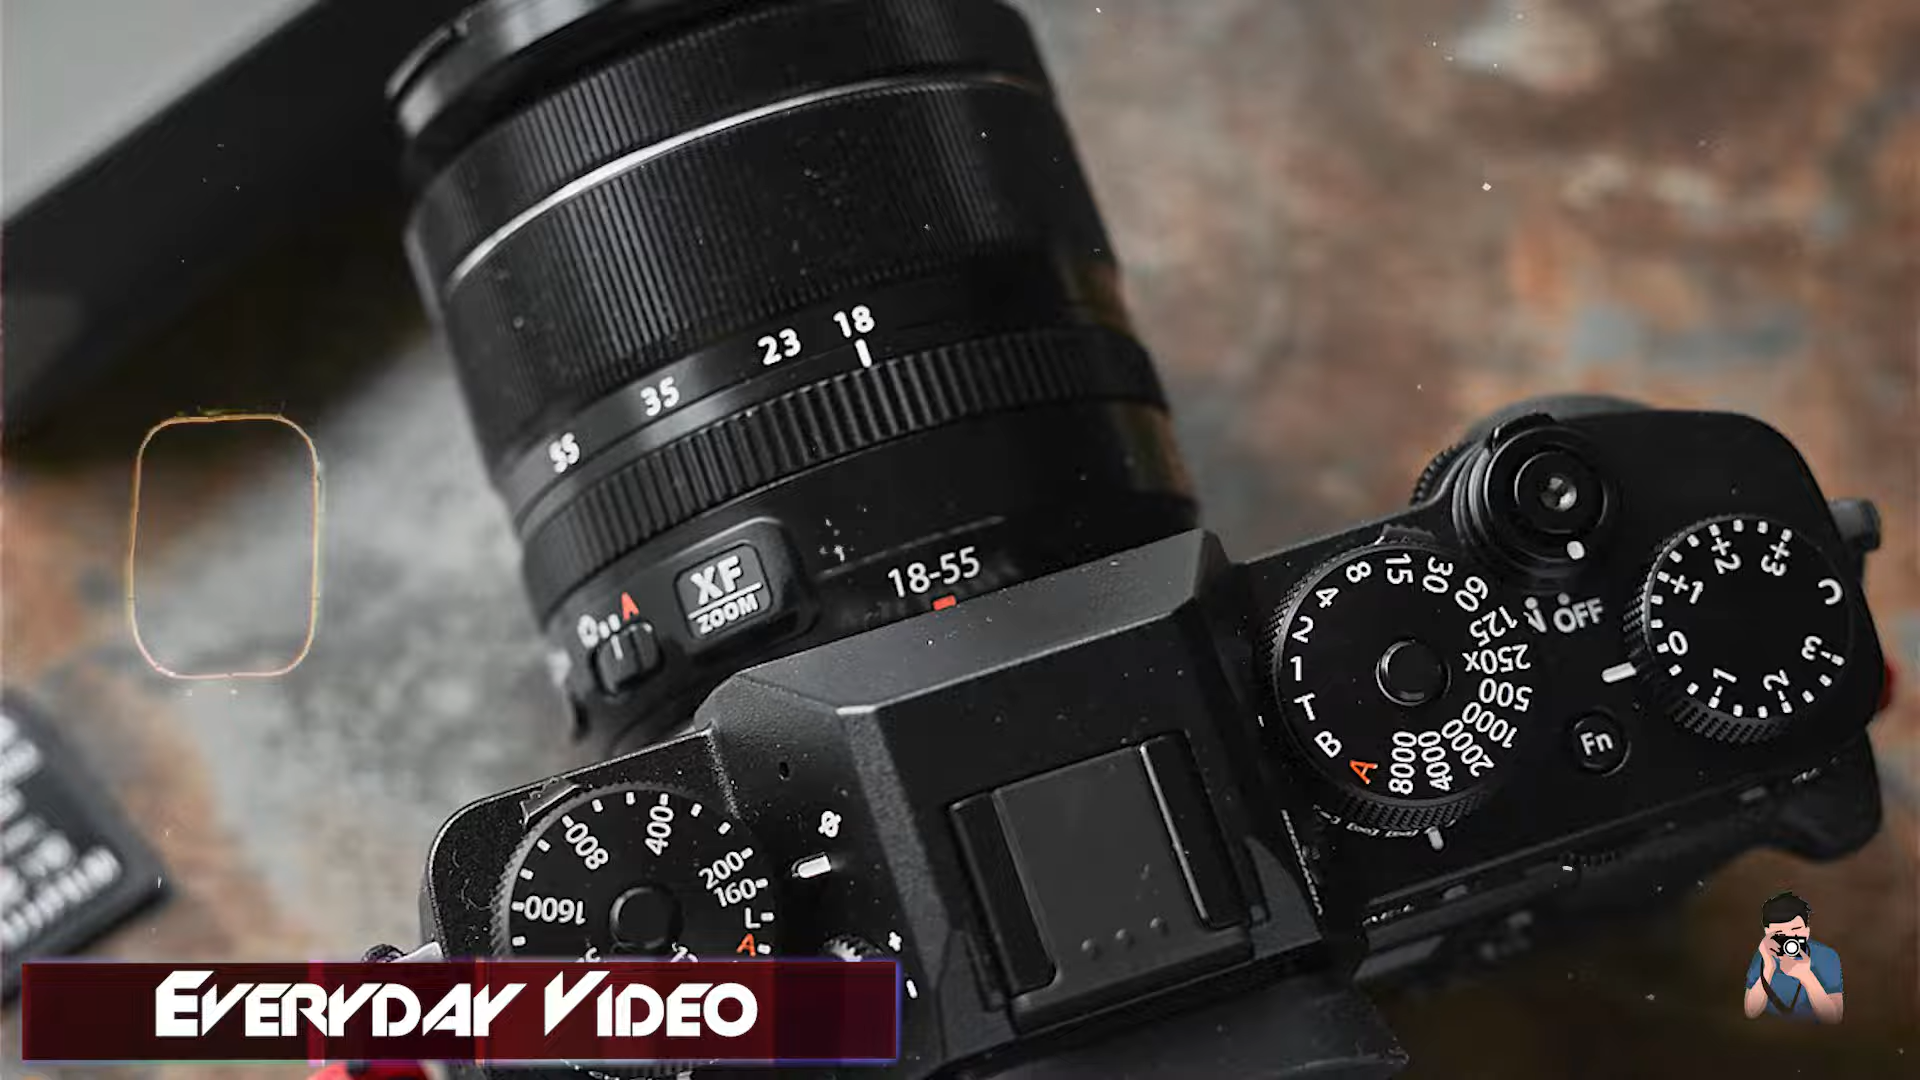 18
23
35
55
18-55
XF
ZOOM
A
OFF
8 15 30 60 125 250x 500 1000 2000 4000 8000 A B T 1 2 4
+3 +2 +1 0 -1 -2 -3 C
Fn
1600 800 400 200 160 L A
EVERYDAY VIDEO